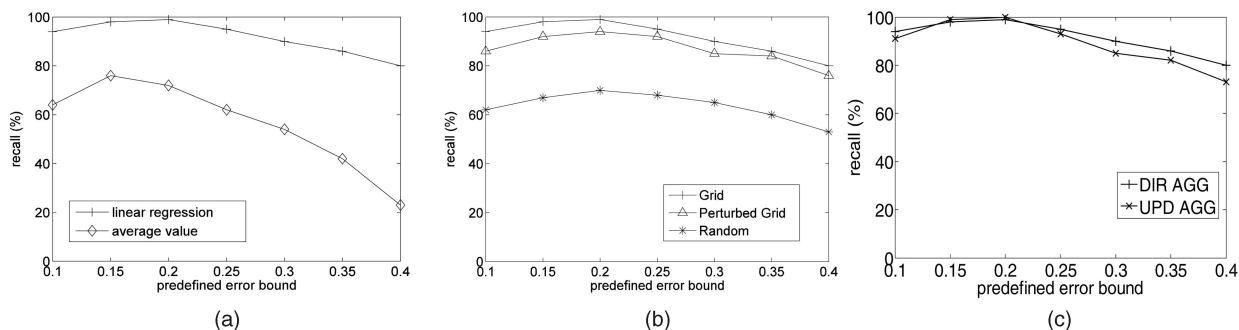 100
80
60
40
20
0
recall (%)
linear regression
average value
0.1 0.15 0.2 0.25 0.3 0.35 0.4
predefined error bound
(a)
100
80
60
40
20
0
recall (%)
Grid
Perturbed Grid
Random
0.1 0.15 0.2 0.25 0.3 0.35 0.4
predefined error bound
(b)
100
80
60
40
20
0
recall (%)
DIR AGG
UPD AGG
0.1 0.15 0.2 0.25 0.3 0.35 0.4
predefined error bound
(c)